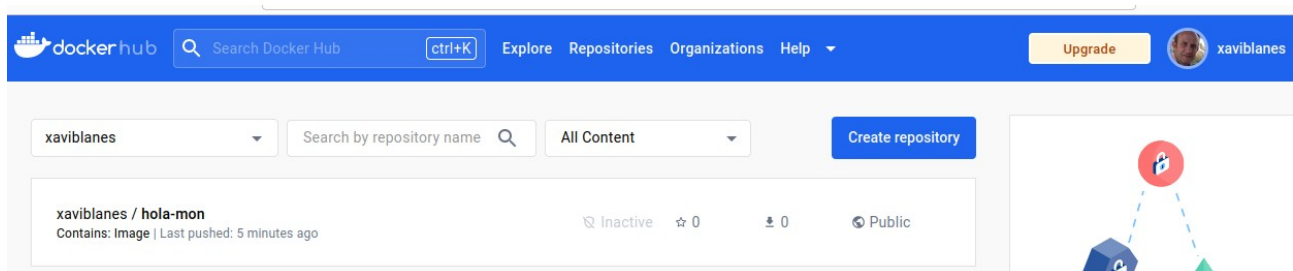 dockerhub Search Docker Hub ctrl+K Explore Repositories Organizations Help Upgrade xaviblanes
xaviblanes Search by repository name All Content Create repository
xaviblanes / hola-mon Inactive 0 0 Public
Contains: Image | Last pushed: 5 minutes ago